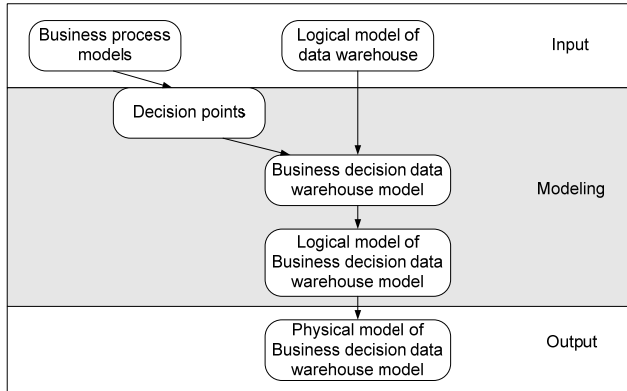 Business process
models
Logical model of
data warehouse
Input
Decision points
Business decision data
warehouse model
Modeling
Logical model of
Business decision data
warehouse model
Physical model of
Business decision data
warehouse model
Output